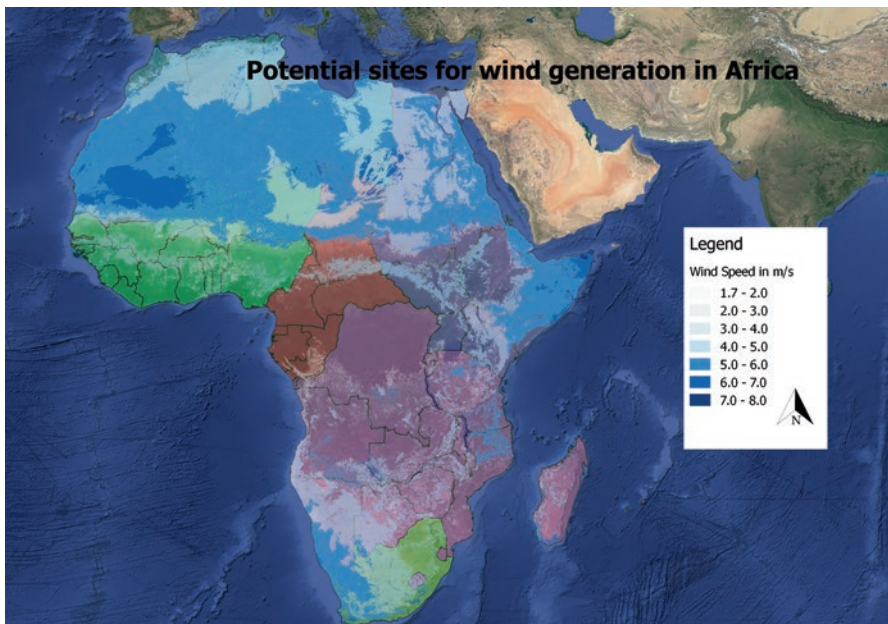 Potential sites for wind generation in Africa
Legend
Wind Speed in m/s
1.7 - 2.0
2.0 - 3.0
3.0 - 4.0
4.0 - 5.0
5.0 - 6.0
6.0 - 7.0
7.0 - 8.0
N